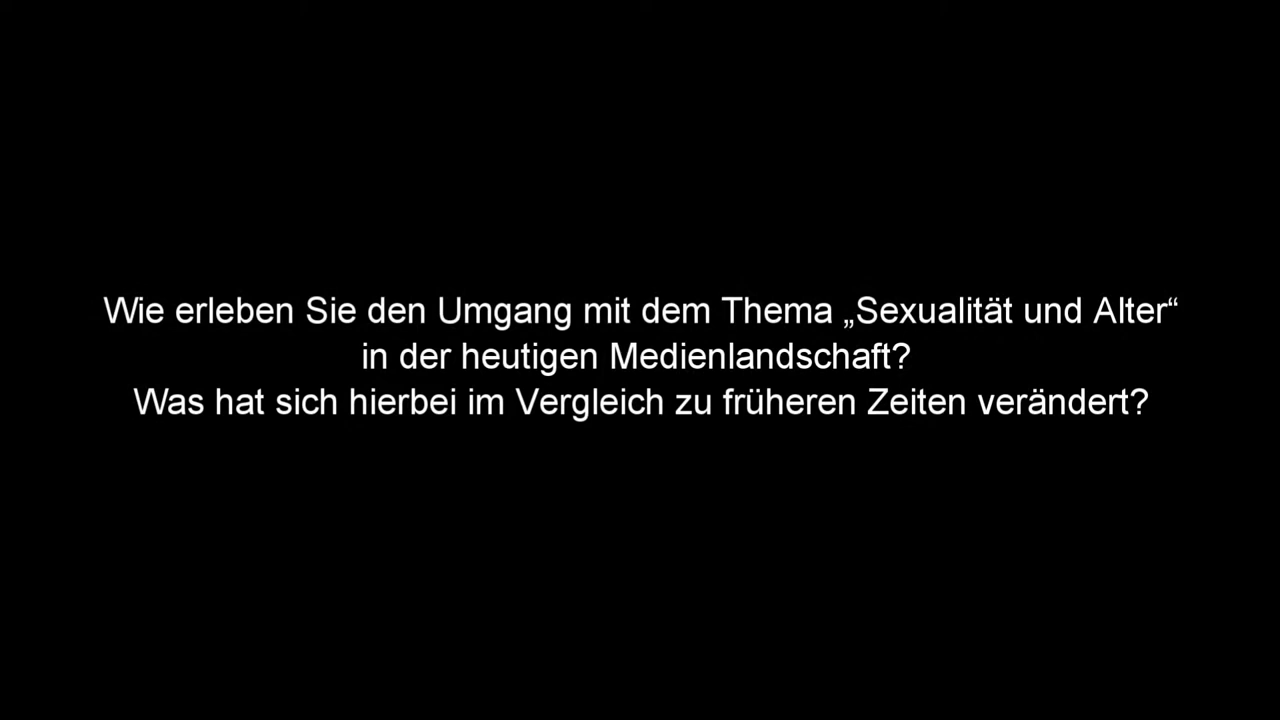 Wie erleben Sie den Umgang mit dem Thema „Sexualität und Alter“
in der heutigen Medienlandschaft?
Was hat sich hierbei im Vergleich zu früheren Zeiten verändert?